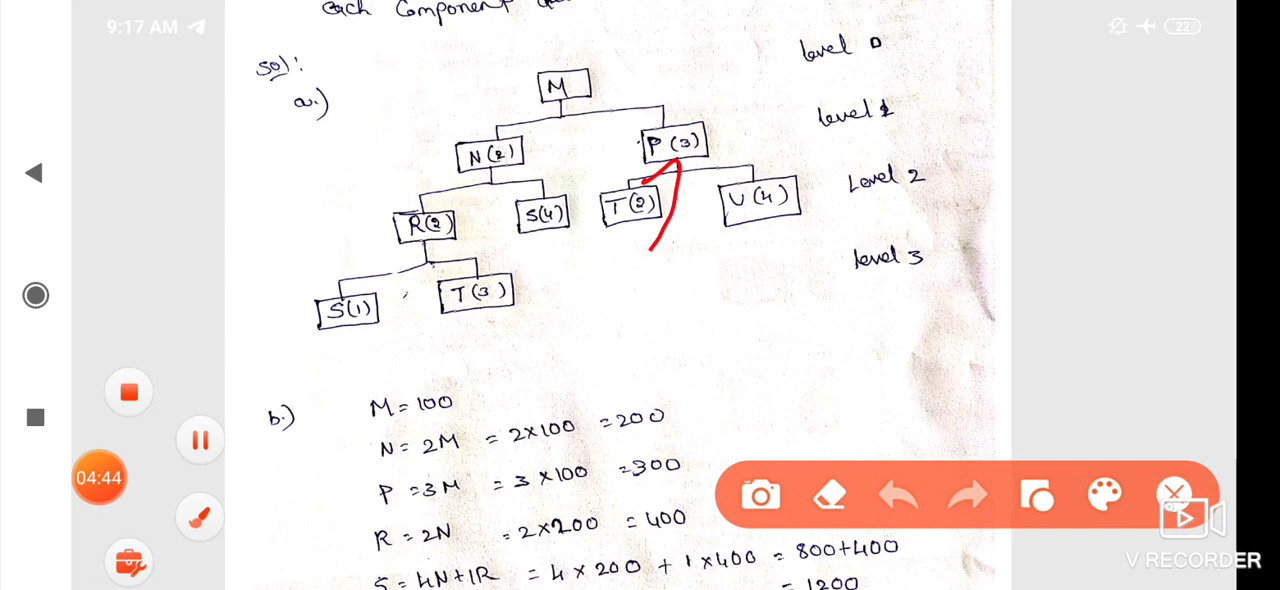 each Component
9:17 AM
22
Sol:
a.)
Level 0
M
Level 1
N(2)
P(3)
Level 2
R(2)
S(4)
T(2)
U(4)
Level 3
S(1)
T(3)
b.)
M = 100
N = 2M = 2×100 = 200
P = 3M = 3×100 = 300
R = 2N = 2×200 = 400
S = 4N+1R = 4×200 + 1×400 = 800+400
= 1200
04:44
V RECORDER